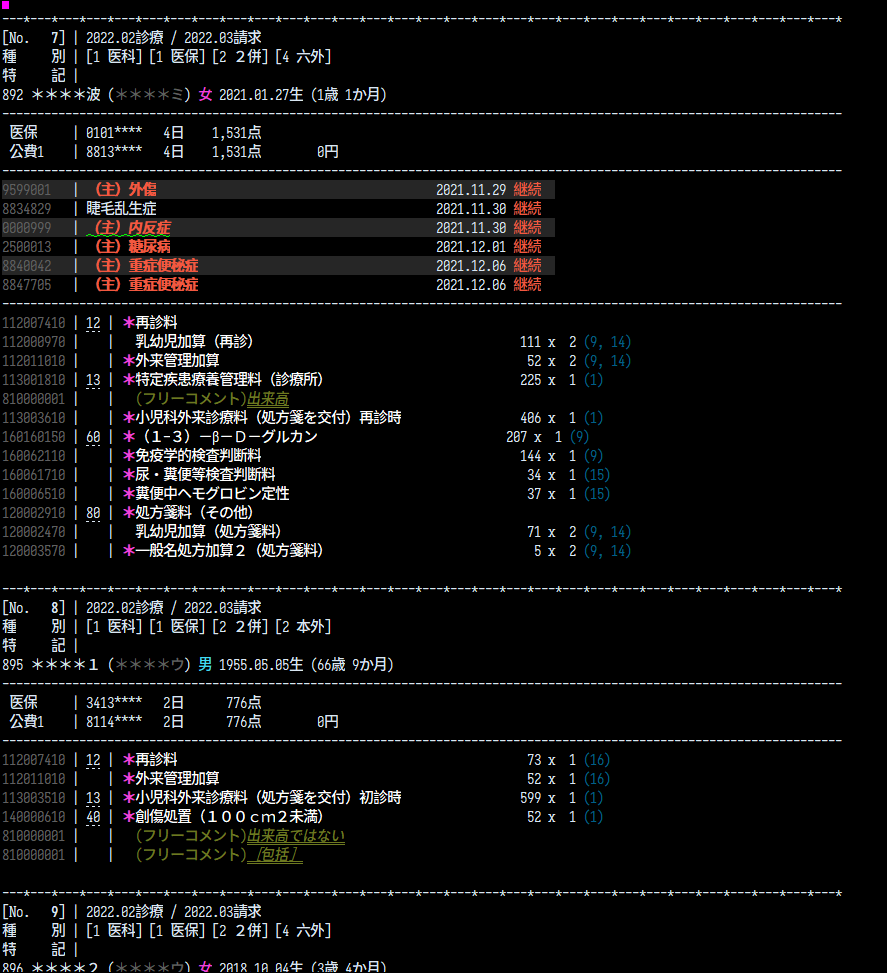 ---*---*---*---*---*---*---*---*---*---*---*---*---*---*---*---*---*---*---*---*---*---*---*---*---*---*---*---*---*---*
[No.   7] | 2022.02診療 / 2022.03請求
種　　別 | [1 医科] [1 医保] [2 ２併] [4 六外]
特　　記 |
892 ＊＊＊＊波 (＊＊＊＊ミ) 女 2021.01.27生 (1歳 1か月)
------------------------------------------------------------------------------------------------------------------------
医保 | 0101**** 4日 1,531点
公費1 | 8813**** 4日 1,531点 0円
------------------------------------------------------------------------------------------------------------------------
9599001 | （主）外傷 2021.11.29 継続
8834829 | 睫毛乱生症 2021.11.30 継続
0000999 | （主）内反症 2021.11.30 継続
2500013 | （主）糖尿病 2021.12.01 継続
8840042 | （主）重症便秘症 2021.12.06 継続
8847705 | （主）重症便秘症 2021.12.06 継続
------------------------------------------------------------------------------------------------------------------------
112007410 | 12 | ＊再診料
112000970 | | 乳幼児加算（再診） 111 x 2 (9, 14)
112011010 | | ＊外来管理加算 52 x 2 (9, 14)
113001810 | 13 | ＊特定疾患療養管理料（診療所） 225 x 1 (1)
810000001 | | （フリーコメント）出来高
113003610 | | ＊小児科外来診療料（処方箋を交付）再診時 406 x 1 (1)
160160150 | 60 | ＊（１−３）−β−Ｄ−グルカン 207 x 1 (9)
160062110 | | ＊免疫学的検査判断料 144 x 1 (9)
160061710 | | ＊尿・糞便等検査判断料 34 x 1 (15)
160006510 | | ＊糞便中ヘモグロビン定性 37 x 1 (15)
120002910 | 80 | ＊処方箋料（その他）
120002470 | | 乳幼児加算（処方箋料） 71 x 2 (9, 14)
120003570 | | ＊一般名処方加算２（処方箋料） 5 x 2 (9, 14)
---*---*---*---*---*---*---*---*---*---*---*---*---*---*---*---*---*---*---*---*---*---*---*---*---*---*---*---*---*---*
[No.   8] | 2022.02診療 / 2022.03請求
種　　別 | [1 医科] [1 医保] [2 ２併] [2 本外]
特　　記 |
895 ＊＊＊＊１ (＊＊＊＊ウ) 男 1955.05.05生 (66歳 9か月)
------------------------------------------------------------------------------------------------------------------------
医保 | 3413**** 2日 776点
公費1 | 8114**** 2日 776点 0円
------------------------------------------------------------------------------------------------------------------------
112007410 | 12 | ＊再診料 73 x 1 (16)
112011010 | | ＊外来管理加算 52 x 1 (16)
113003510 | 13 | ＊小児科外来診療料（処方箋を交付）初診時 599 x 1 (1)
140000610 | 40 | ＊創傷処置（１００ｃｍ２未満） 52 x 1 (1)
810000001 | | （フリーコメント）出来高ではない
810000001 | | （フリーコメント）［包括］
---*---*---*---*---*---*---*---*---*---*---*---*---*---*---*---*---*---*---*---*---*---*---*---*---*---*---*---*---*---*
[No.   9] | 2022.02診療 / 2022.03請求
種　　別 | [1 医科] [1 医保] [2 ２併] [4 六外]
特　　記 |
896 ＊＊＊＊２ (＊＊＊＊ウ) 女 2018.10.04生 (3歳 4か月)